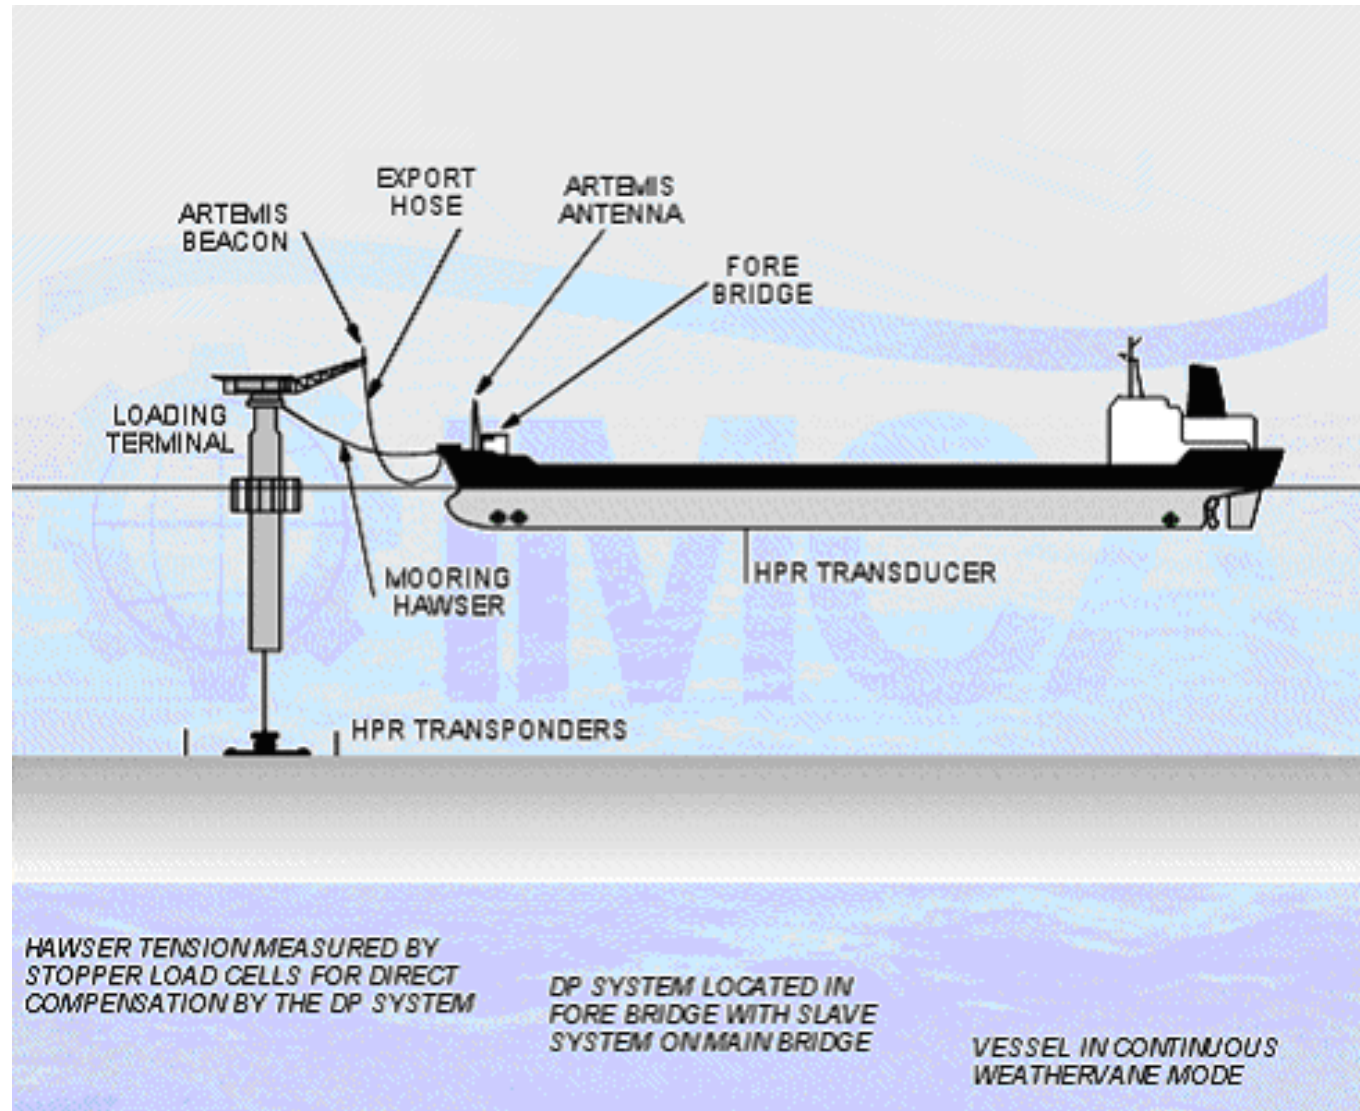 EXPORT
HOSE
ARTEMIS
ANTENNA
ARTEMIS
BEACON
FORE
BRIDGE
LOADING
TERMINAL
MOORING
HAWSER
HPR TRANSDUCER
HPR TRANSPONDERS
IMCA
HAWSER TENSION MEASURED BY
STOPPER LOAD CELLS FOR DIRECT
COMPENSATION BY THE DP SYSTEM
DP SYSTEM LOCATED IN
FORE BRIDGE WITH SLAVE
SYSTEM ON MAIN BRIDGE
VESSEL IN CONTINUOUS
WEATHERVANE MODE